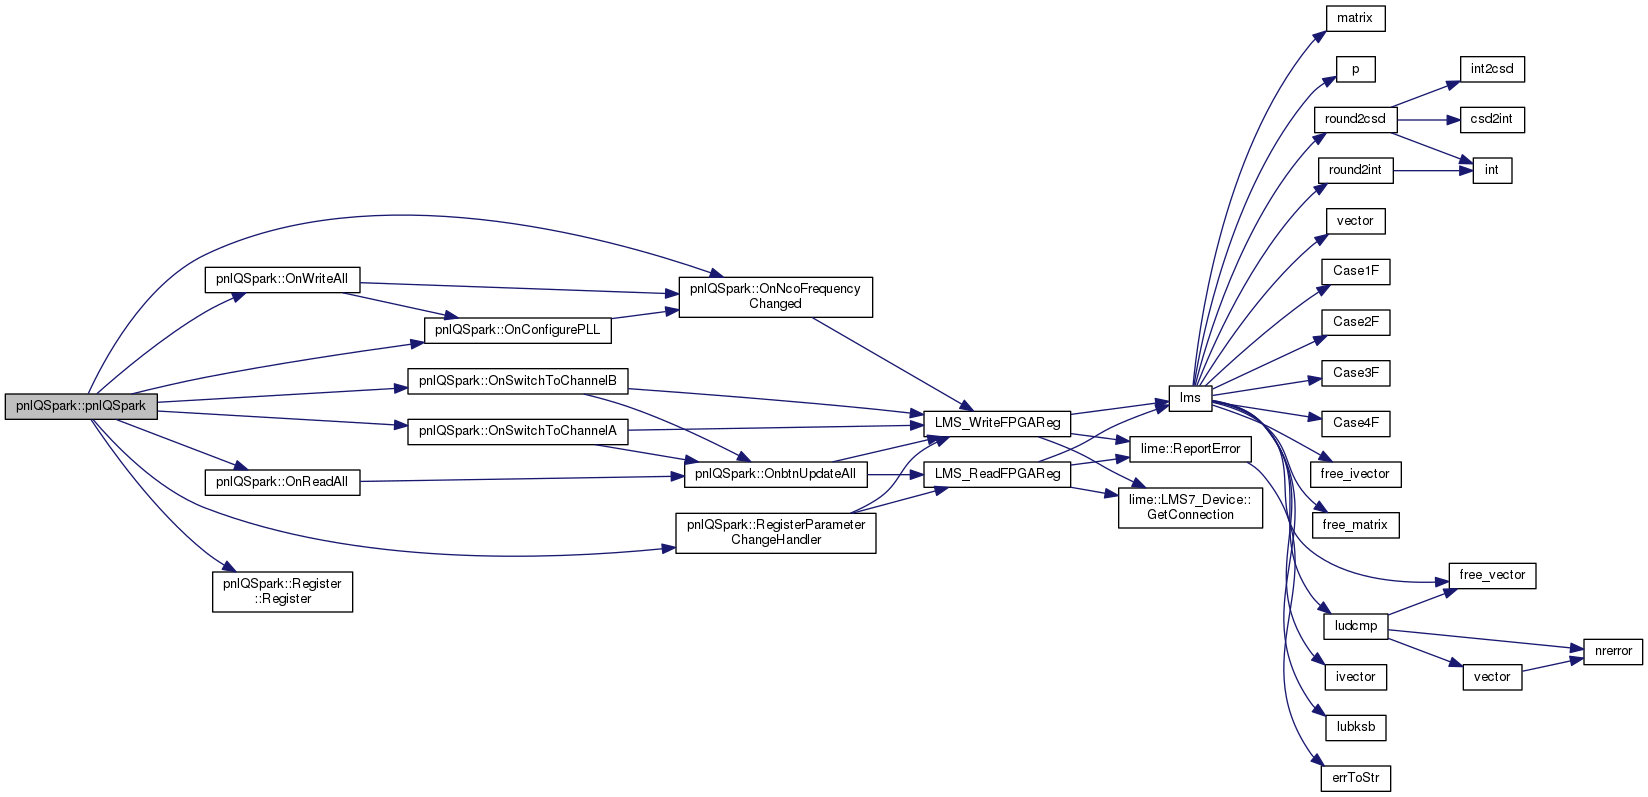 matrix
p
int2csd
round2csd
csd2int
round2int
int
vector
pnlQSpark::OnWriteAll
Case1F
pnlQSpark::OnNcoFrequency
Changed
pnlQSpark::OnConfigurePLL
Case2F
pnlQSpark::OnSwitchToChannelB
Case3F
pnlQSpark::pnlQSpark
lms
pnlQSpark::OnSwitchToChannelA
LMS_WriteFPGAReg
Case4F
lime::ReportError
pnlQSpark::OnReadAll
pnlQSpark::OnbtnUpdateAll
LMS_ReadFPGAReg
free_ivector
lime::LMS7_Device::
GetConnection
pnlQSpark::RegisterParameter
ChangeHandler
free_matrix
pnlQSpark::Register
::Register
free_vector
ludcmp
nrerror
ivector
vector
lubksb
errToStr